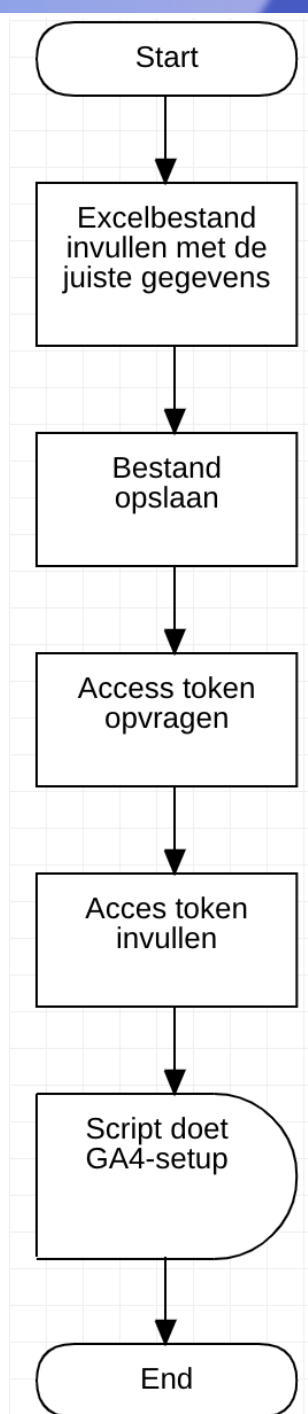 Start
Excelbestand
invullen met de
juiste gegevens
Bestand
opslaan
Access token
opvragen
Acces token
invullen
Script doet
GA4-setup
End